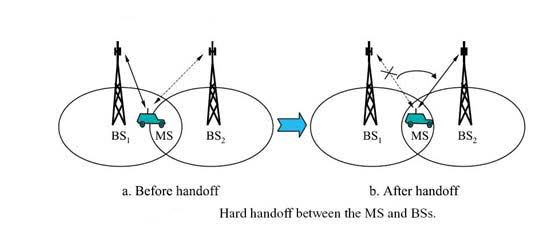 BS₁ MS BS₂ BS₁ MS BS₂
a. Before handoff b. After handoff
Hard handoff between the MS and BSs.